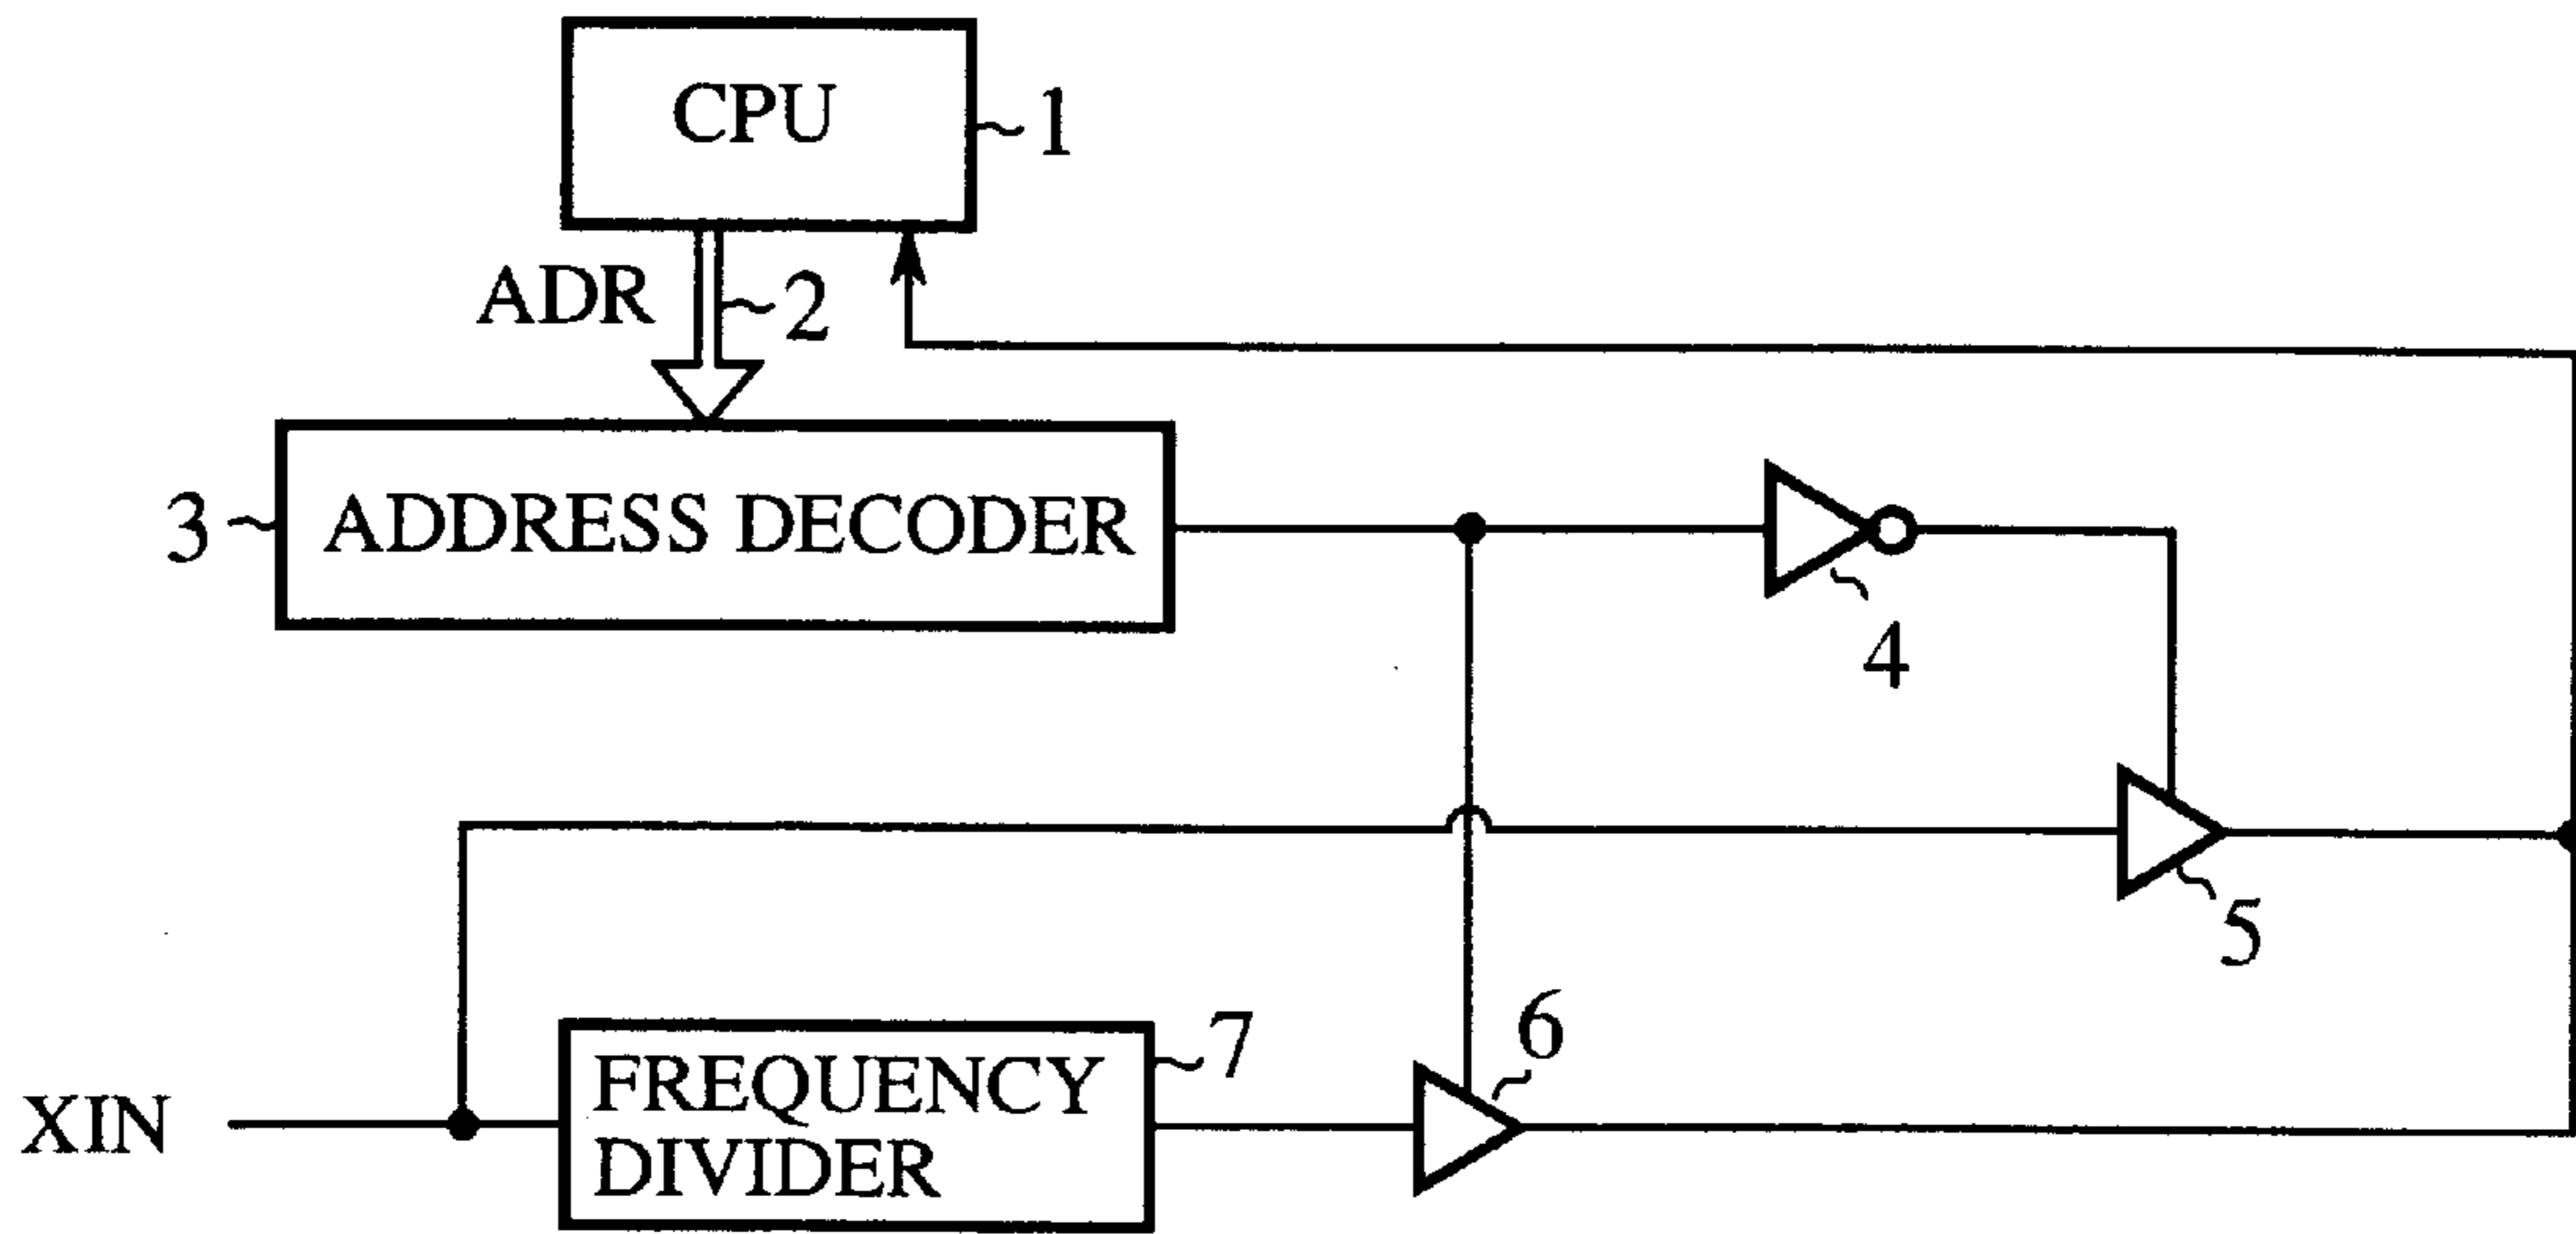 CPU
1
ADR
2
3
ADDRESS DECODER
4
5
6
7
FREQUENCY
DIVIDER
XIN